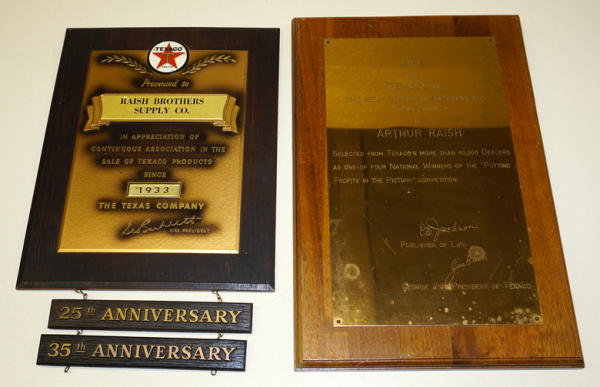 TEXACO
Presented to
RAISH BROTHERS
SUPPLY CO.
IN APPRECIATION OF
CONTINUOUS ASSOCIATION IN THE
SALE OF TEXACO PRODUCTS
SINCE
1933
THE TEXAS COMPANY
VICE PRESIDENT
25th ANNIVERSARY
35th ANNIVERSARY
ARTHUR RAISH
SELECTED FROM TEXACO'S MORE THAN 40,000 DEALERS
AS ONE OF FOUR NATIONAL WINNERS OF THE "PUTTING
PROFITS IN THE PICTURE" COMPETITION.
PUBLISHER OF LIFE
SENIOR VICE PRESIDENT OF TEXACO